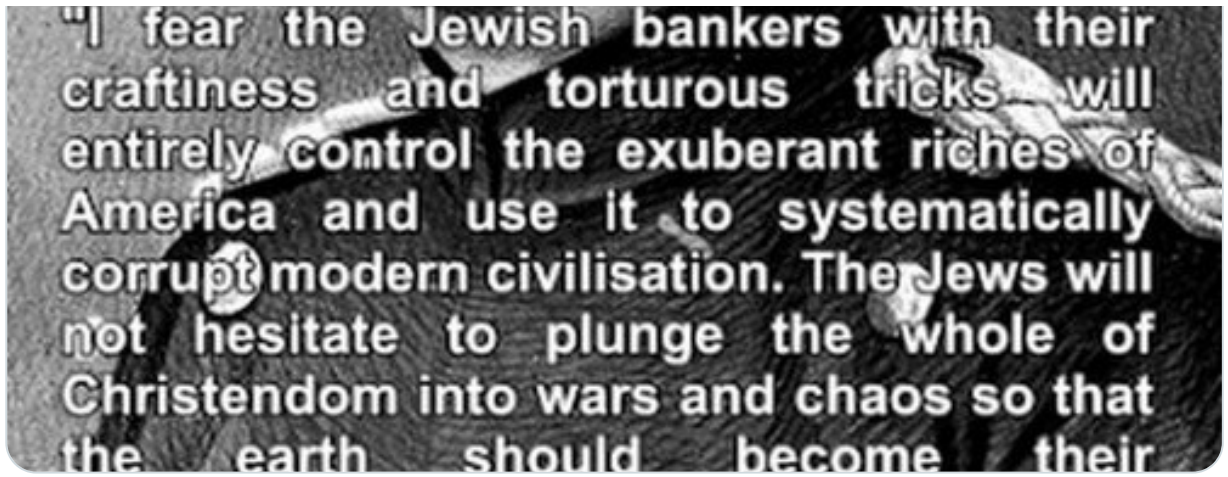 "I fear the Jewish bankers with their
craftiness and torturous tricks will
entirely control the exuberant riches of
America and use it to systematically
corrupt modern civilisation. The Jews will
not hesitate to plunge the whole of
Christendom into wars and chaos so that
the earth should become their